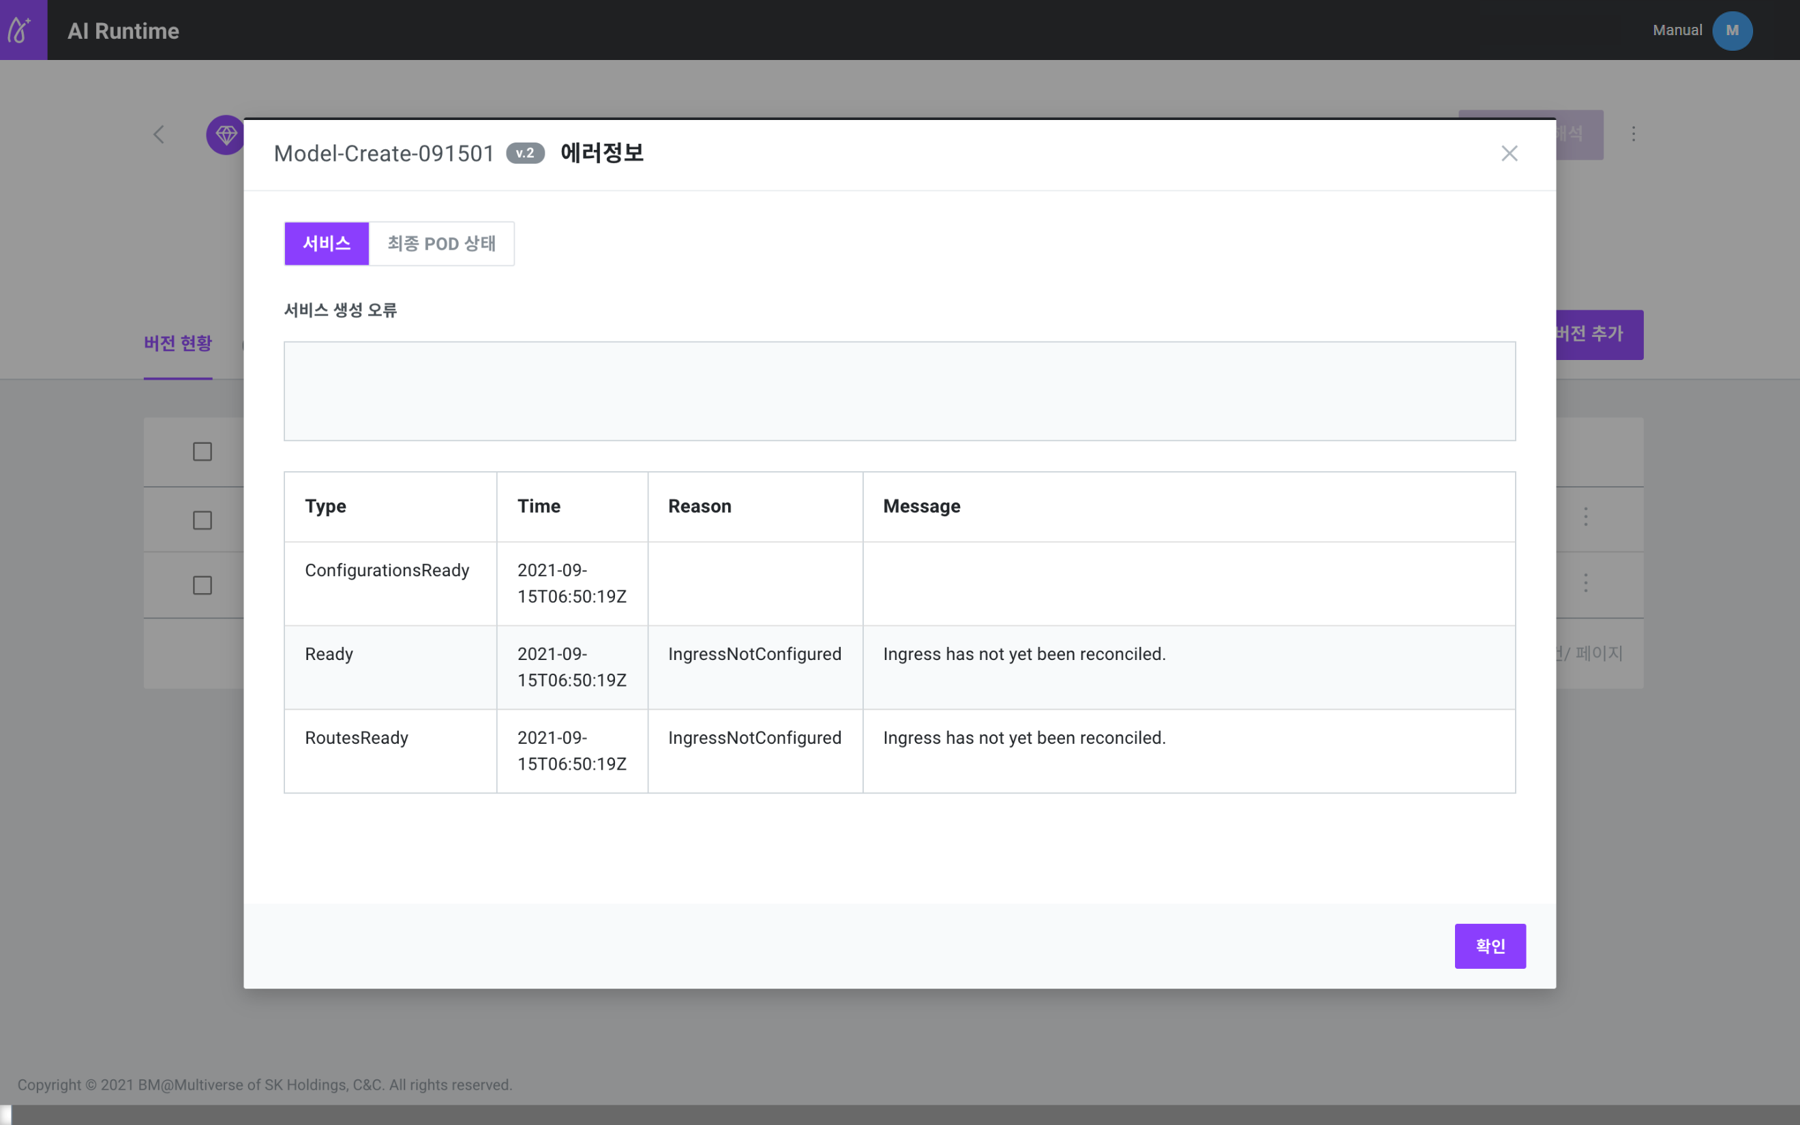 AI Runtime
Manual
M
Model-Create-091501 v.2 에러정보
서비스
최종 POD 상태
서비스 생성 오류
버전 현황
버전 추가
Type Time Reason Message
ConfigurationsReady 2021-09-
15T06:50:19Z
Ready 2021-09- IngressNotConfigured Ingress has not yet been reconciled.
15T06:50:19Z
/ 페이지
RoutesReady 2021-09- IngressNotConfigured Ingress has not yet been reconciled.
15T06:50:19Z
확인
Copyright © 2021 BM@Multiverse of SK Holdings, C&C. All rights reserved.